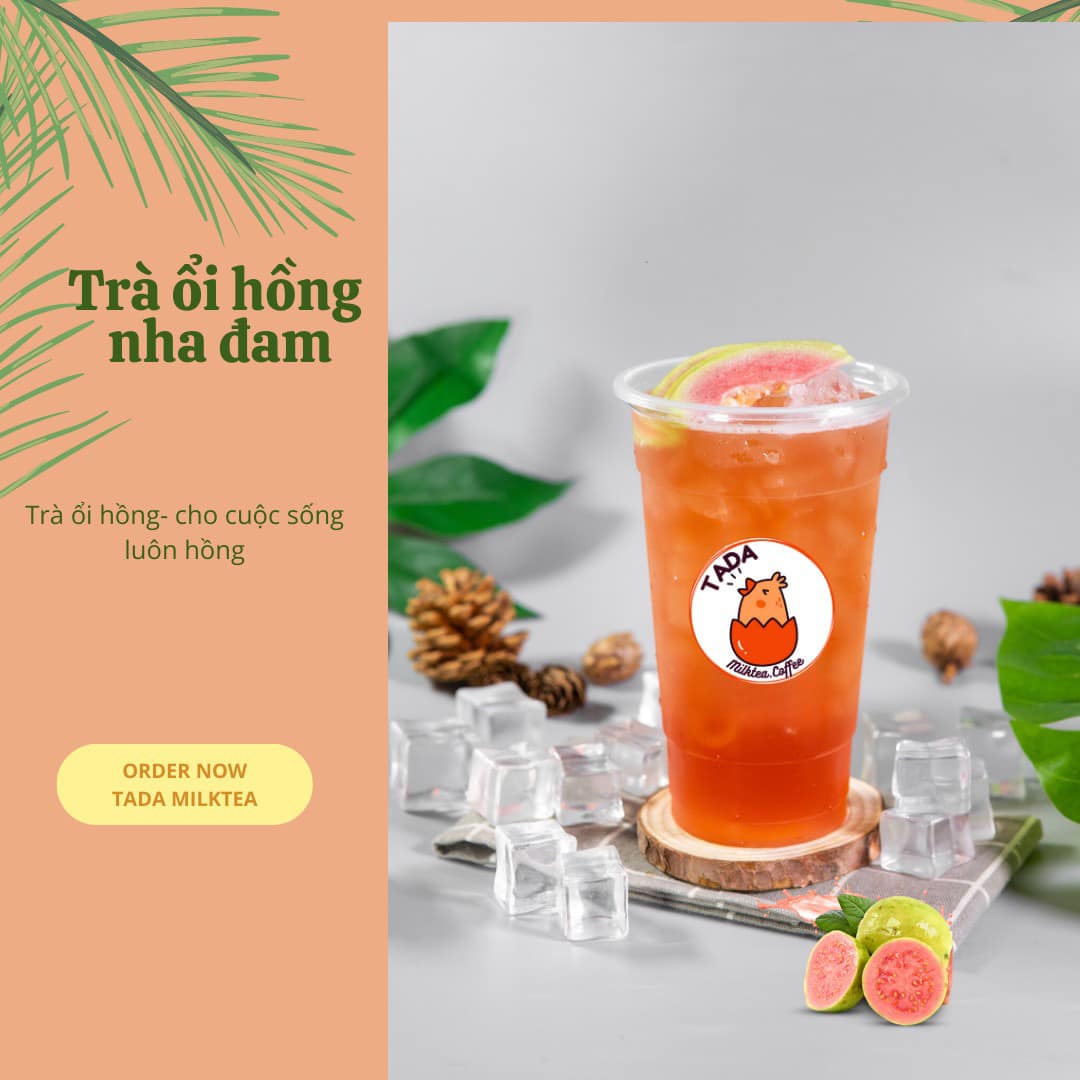 Trà ổi hồng
nha đam
Trà ổi hồng- cho cuộc sống
luôn hồng
ORDER NOW
TADA MILKTEA
TADA
Milktea.Coffee